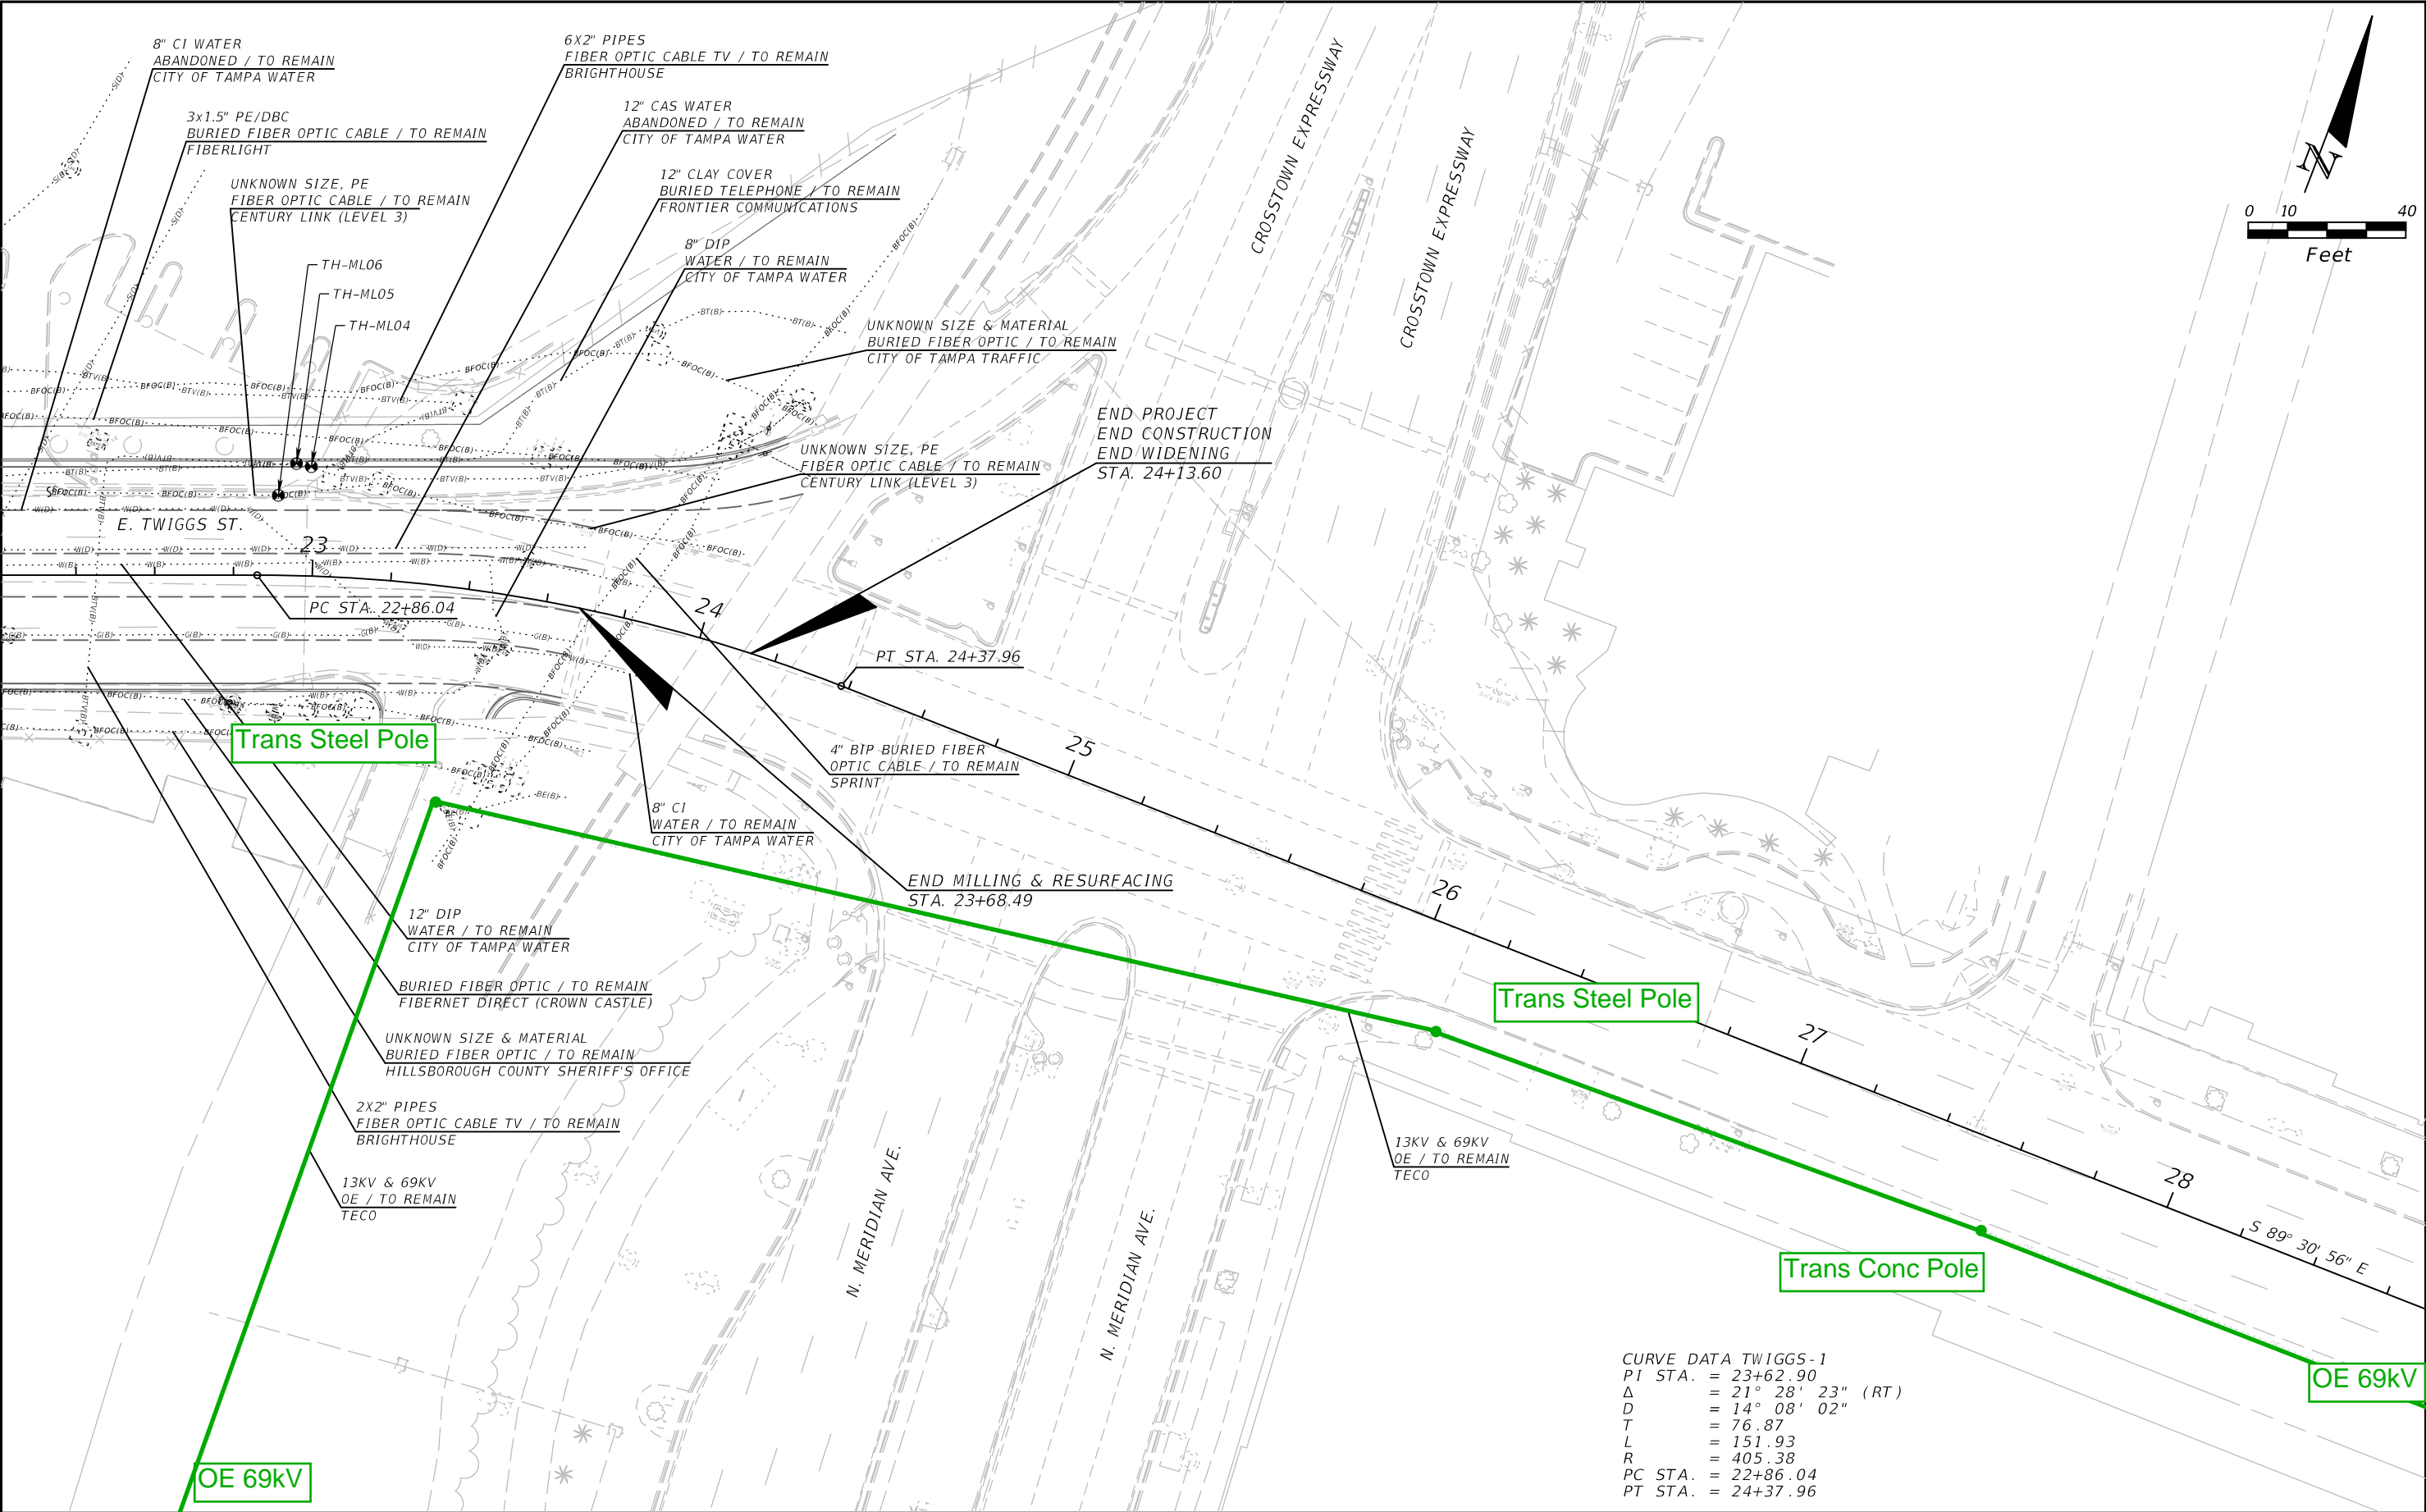 8" CI WATER
ABANDONED / TO REMAIN
CITY OF TAMPA WATER
3x1.5" PE/DBC
BURIED FIBER OPTIC CABLE / TO REMAIN
FIBERLIGHT
UNKNOWN SIZE, PE
FIBER OPTIC CABLE / TO REMAIN
CENTURY LINK (LEVEL 3)
TH-ML06
TH-ML05
TH-ML04
6X2" PIPES
FIBER OPTIC CABLE TV / TO REMAIN
BRIGHTHOUSE
12" CAS WATER
ABANDONED / TO REMAIN
CITY OF TAMPA WATER
12" CLAY COVER
BURIED TELEPHONE / TO REMAIN
FRONTIER COMMUNICATIONS
8" DIP
WATER / TO REMAIN
CITY OF TAMPA WATER
UNKNOWN SIZE & MATERIAL
BURIED FIBER OPTIC / TO REMAIN
CITY OF TAMPA TRAFFIC
UNKNOWN SIZE, PE
FIBER OPTIC CABLE / TO REMAIN
CENTURY LINK (LEVEL 3)
END PROJECT
END CONSTRUCTION
END WIDENING
STA. 24+13.60
CROSSTOWN EXPRESSWAY
CROSSTOWN EXPRESSWAY
N
0 10 40
Feet
E. TWIGGS ST.
23
PC STA. 22+86.04
24
PT STA. 24+37.96
25
26
27
28
S 89° 30' 56" E
4" BIP BURIED FIBER
OPTIC CABLE / TO REMAIN
SPRINT
8" CI
WATER / TO REMAIN
CITY OF TAMPA WATER
END MILLING & RESURFACING
STA. 23+68.49
Trans Steel Pole
12" DIP
WATER / TO REMAIN
CITY OF TAMPA WATER
BURIED FIBER OPTIC / TO REMAIN
FIBERNET DIRECT (CROWN CASTLE)
UNKNOWN SIZE & MATERIAL
BURIED FIBER OPTIC / TO REMAIN
HILLSBOROUGH COUNTY SHERIFF'S OFFICE
2X2" PIPES
FIBER OPTIC CABLE TV / TO REMAIN
BRIGHTHOUSE
13KV & 69KV
OE / TO REMAIN
TECO
OE 69kV
N. MERIDIAN AVE.
N. MERIDIAN AVE.
13KV & 69KV
OE / TO REMAIN
TECO
Trans Steel Pole
Trans Conc Pole
OE 69kV
CURVE DATA TWIGGS-1
PI STA. = 23+62.90
Δ = 21° 28' 23" (RT)
D = 14° 08' 02"
T = 76.87
L = 151.93
R = 405.38
PC STA. = 22+86.04
PT STA. = 24+37.96